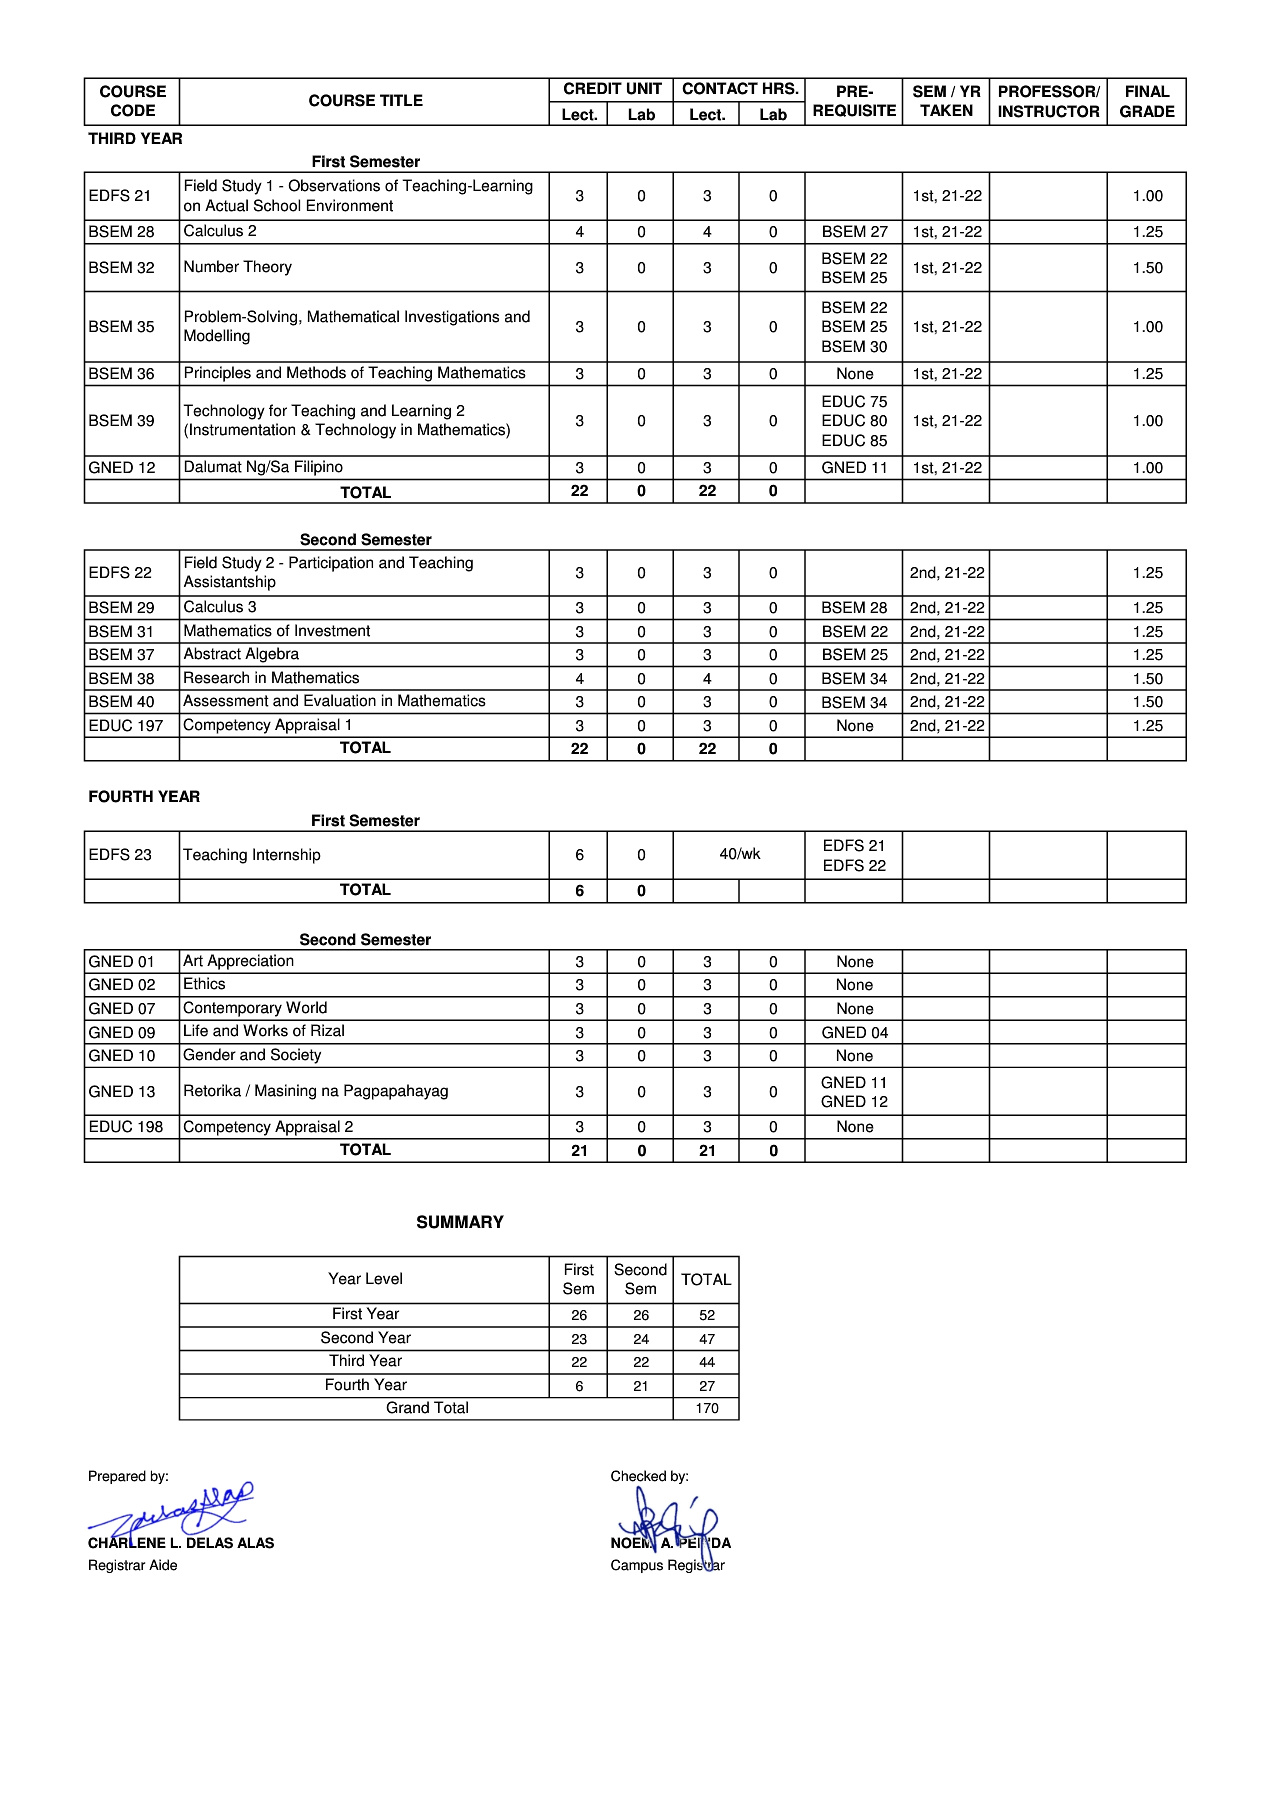 COURSE CODE COURSE TITLE CREDIT UNIT CONTACT HRS. PRE-REQUISITE SEM / YR TAKEN PROFESSOR/ INSTRUCTOR FINAL GRADE
Lect. Lab Lect. Lab
THIRD YEAR
First Semester
EDFS 21 Field Study 1 - Observations of Teaching-Learning on Actual School Environment 3 0 3 0 1st, 21-22 1.00
BSEM 28 Calculus 2 4 0 4 0 BSEM 27 1st, 21-22 1.25
BSEM 32 Number Theory 3 0 3 0 BSEM 22 BSEM 25 1st, 21-22 1.50
BSEM 35 Problem-Solving, Mathematical Investigations and Modelling 3 0 3 0 BSEM 22 BSEM 25 BSEM 30 1st, 21-22 1.00
BSEM 36 Principles and Methods of Teaching Mathematics 3 0 3 0 None 1st, 21-22 1.25
BSEM 39 Technology for Teaching and Learning 2 (Instrumentation & Technology in Mathematics) 3 0 3 0 EDUC 75 EDUC 80 EDUC 85 1st, 21-22 1.00
GNED 12 Dalumat Ng/Sa Filipino 3 0 3 0 GNED 11 1st, 21-22 1.00
TOTAL 22 0 22 0
Second Semester
EDFS 22 Field Study 2 - Participation and Teaching Assistantship 3 0 3 0 2nd, 21-22 1.25
BSEM 29 Calculus 3 3 0 3 0 BSEM 28 2nd, 21-22 1.25
BSEM 31 Mathematics of Investment 3 0 3 0 BSEM 22 2nd, 21-22 1.25
BSEM 37 Abstract Algebra 3 0 3 0 BSEM 25 2nd, 21-22 1.25
BSEM 38 Research in Mathematics 4 0 4 0 BSEM 34 2nd, 21-22 1.50
BSEM 40 Assessment and Evaluation in Mathematics 3 0 3 0 BSEM 34 2nd, 21-22 1.50
EDUC 197 Competency Appraisal 1 3 0 3 0 None 2nd, 21-22 1.25
TOTAL 22 0 22 0
FOURTH YEAR
First Semester
EDFS 23 Teaching Internship 6 0 40/wk EDFS 21 EDFS 22
TOTAL 6 0
Second Semester
GNED 01 Art Appreciation 3 0 3 0 None
GNED 02 Ethics 3 0 3 0 None
GNED 07 Contemporary World 3 0 3 0 None
GNED 09 Life and Works of Rizal 3 0 3 0 GNED 04
GNED 10 Gender and Society 3 0 3 0 None
GNED 13 Retorika / Masining na Pagpapahayag 3 0 3 0 GNED 11 GNED 12
EDUC 198 Competency Appraisal 2 3 0 3 0 None
TOTAL 21 0 21 0
SUMMARY
Year Level First Sem Second Sem TOTAL
First Year 26 26 52
Second Year 23 24 47
Third Year 22 22 44
Fourth Year 6 21 27
Grand Total 170
Prepared by: Checked by:
CHARLENE L. DELAS ALAS A.
Registrar Aide Campus Registrar